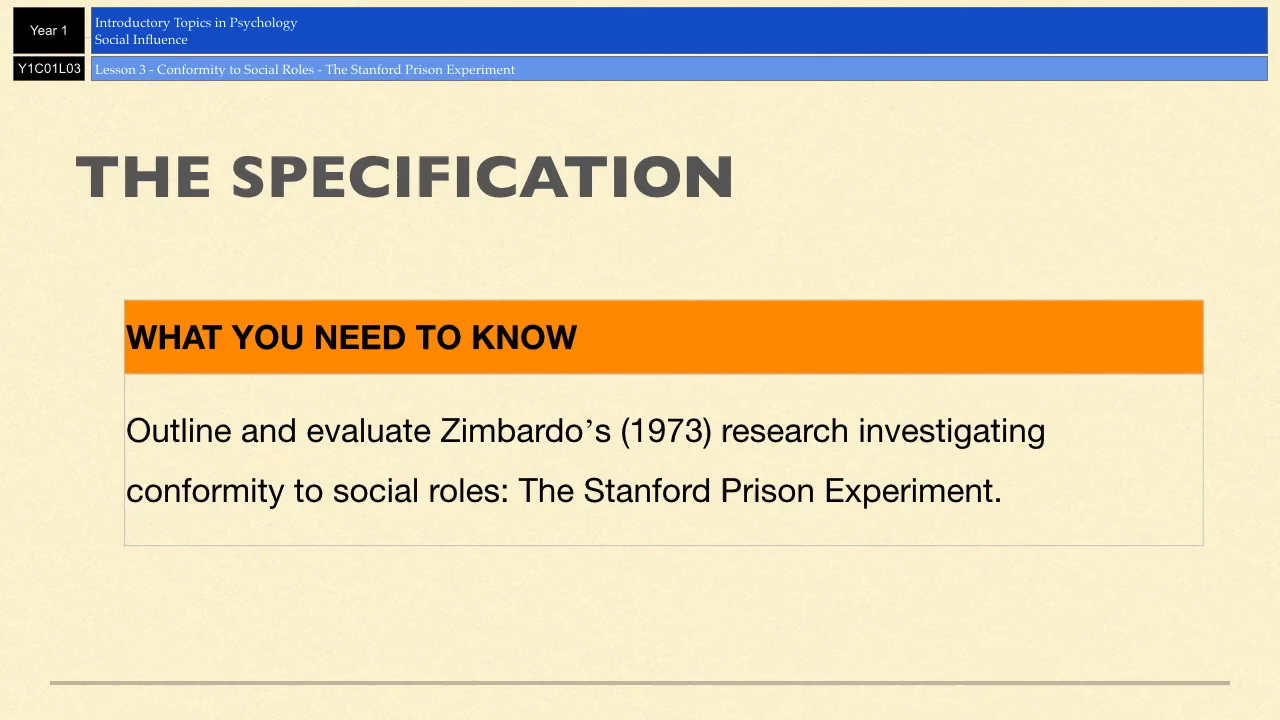 Year 1
Introductory Topics in Psychology
Social Influence
Y1C01L03
Lesson 3 - Conformity to Social Roles - The Stanford Prison Experiment
THE SPECIFICATION
WHAT YOU NEED TO KNOW
Outline and evaluate Zimbardo’s (1973) research investigating
conformity to social roles: The Stanford Prison Experiment.